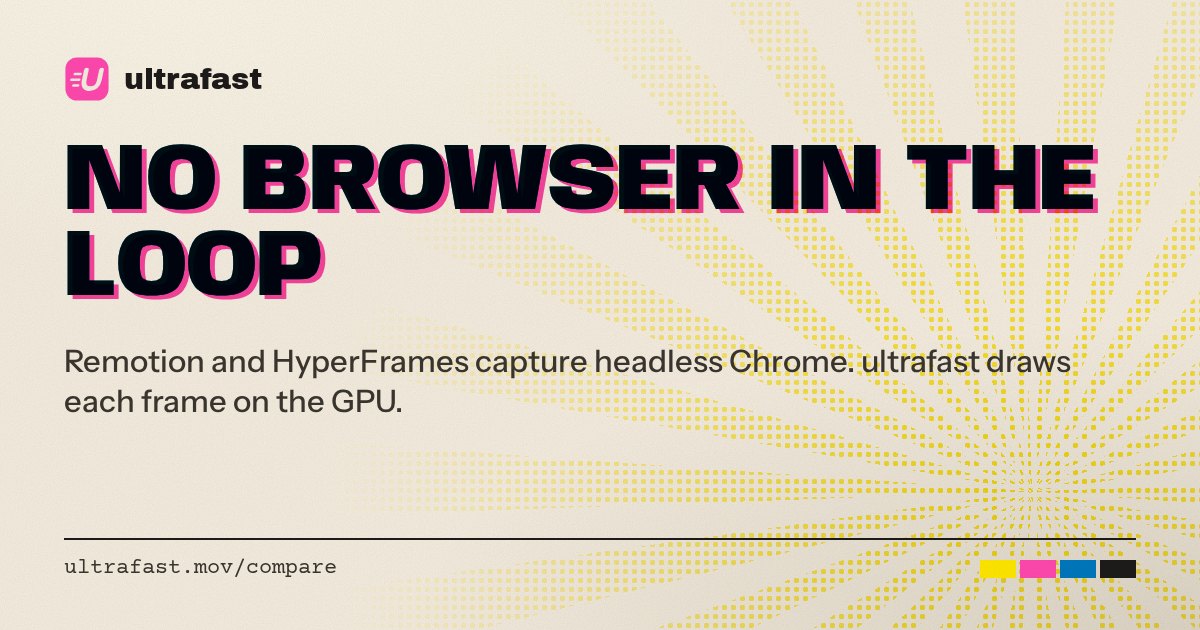 U
ultrafast
NO BROWSER IN THE
LOOP
Remotion and HyperFrames capture headless Chrome. ultrafast draws
each frame on the GPU.
ultrafast.mov/compare